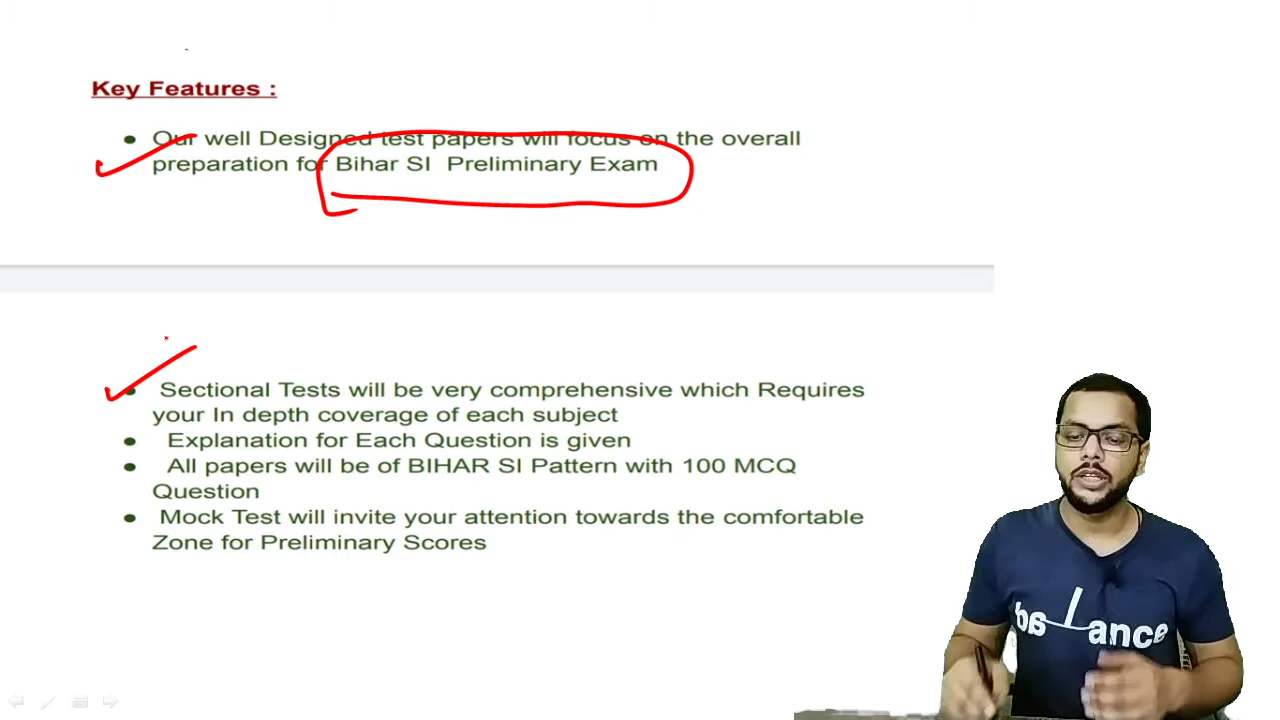 Key Features :
● Our well Designed test papers will focus on the overall
preparation for Bihar SI Preliminary Exam
● Sectional Tests will be very comprehensive which Requires
your In depth coverage of each subject
● Explanation for Each Question is given
● All papers will be of BIHAR SI Pattern with 100 MCQ
Question
● Mock Test will invite your attention towards the comfortable
Zone for Preliminary Scores
balance